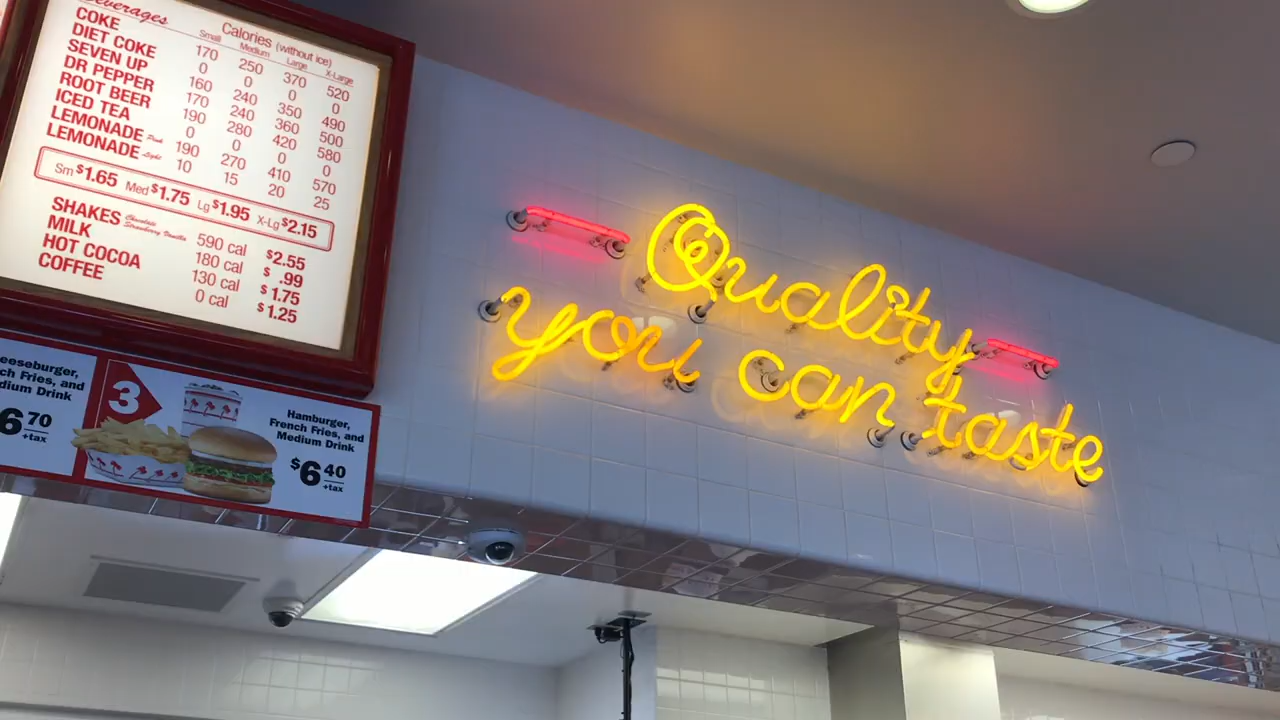 Beverages
Calories (without ice)
Small Medium Large X-Large
COKE 170 250 370 520
DIET COKE 0 0 0 0
SEVEN UP 160 240 350 490
DR PEPPER 170 240 360 500
ROOT BEER 190 280 420 580
ICED TEA 0 0 0 0
LEMONADE Pink 190 270 410 570
LEMONADE Light 10 15 20 25
Sm $1.65 Med $1.75 Lg $1.95 X-Lg $2.15
SHAKES Chocolate Strawberry Vanilla 590 cal $2.55
MILK 180 cal $.99
HOT COCOA 130 cal $1.75
COFFEE 0 cal $1.25
eeseburger,
ch Fries, and
dium Drink
6 70
+tax
3
Hamburger,
French Fries, and
Medium Drink
$6 40
+tax
Quality
you can taste